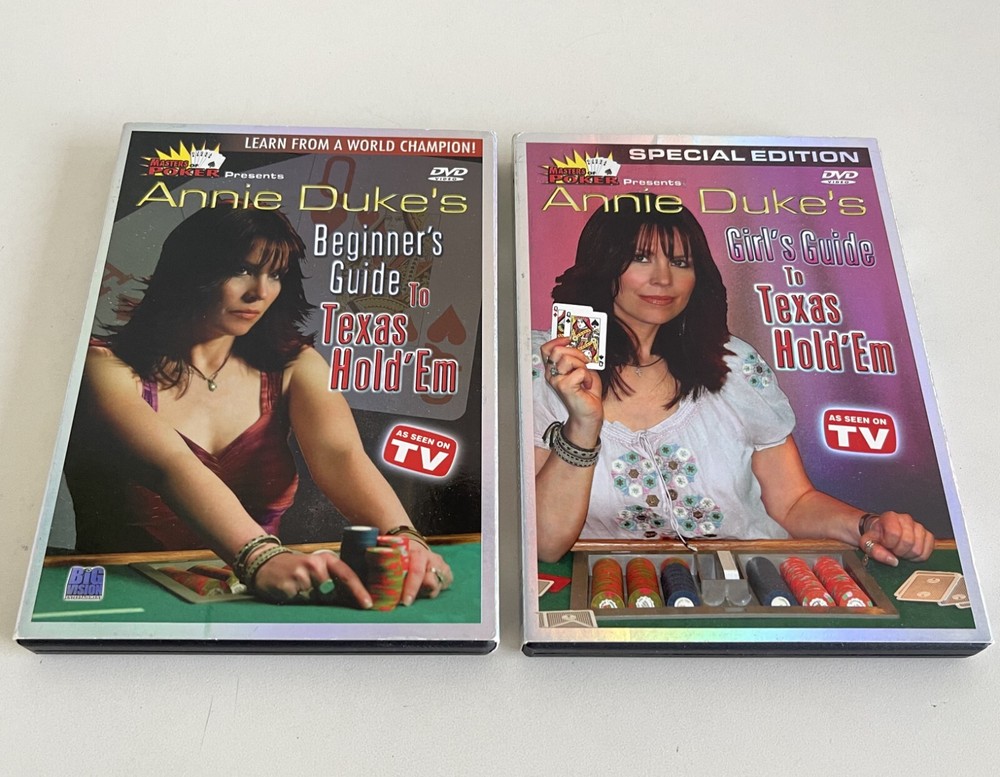 LEARN FROM A WORLD CHAMPION!
MASTERS OF
POKER Presents
DVD
VIDEO
Annie Duke's
Beginner's
Guide To
Texas
Hold'Em
AS SEEN ON
TV
BiG
ViSiON
SPECIAL EDITION
MASTERS OF
POKER Presents
DVD
VIDEO
Annie Duke's
Girl's Guide
To
Texas
Hold'Em
AS SEEN ON
TV